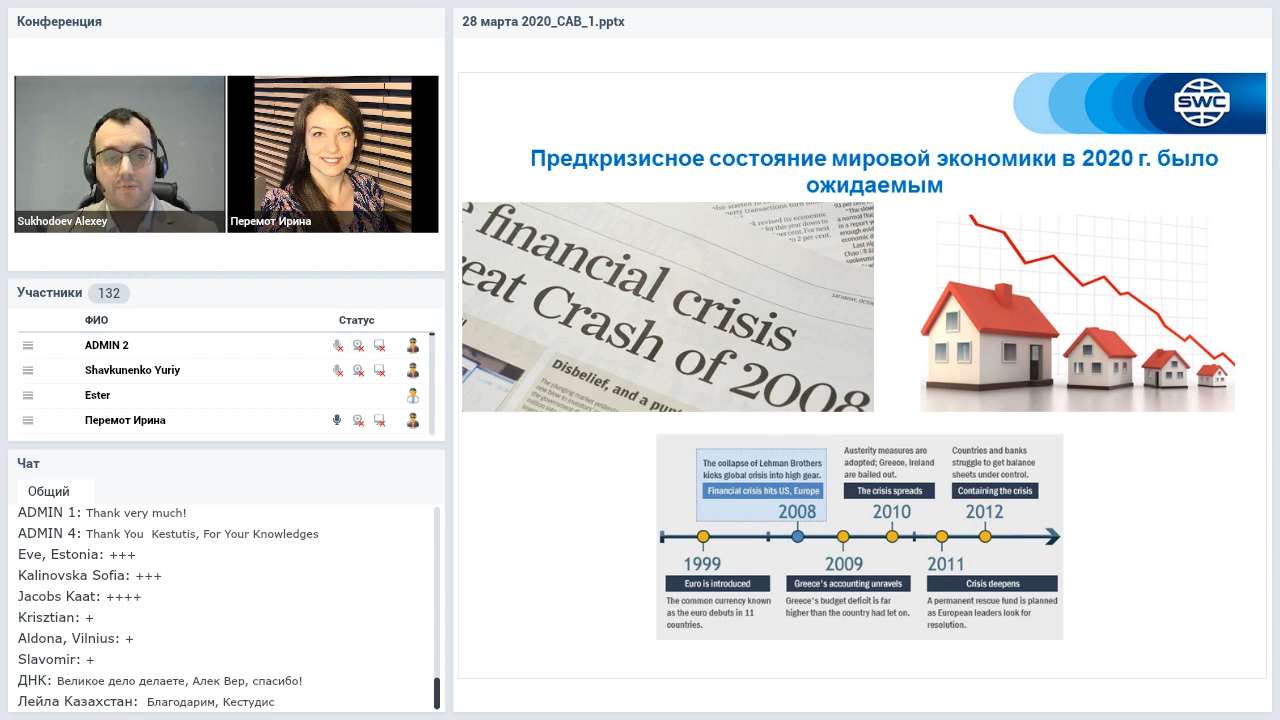 Конференция
Sukhodoev Alexey
Перемот Ирина
Участники 132
ФИО Статус
ADMIN 2
Shavkunenko Yuriy
Ester
Перемот Ирина
Чат
Общий
ADMIN 1: Thank very much!
ADMIN 4: Thank You Kestutis, For Your Knowledges
Eve, Estonia: +++
Kalinovska Sofia: +++
Jacobs Kaat: ++++
Krisztian: +
Aldona, Vilnius: +
Slavomir: +
ДНК: Великое дело делаете, Алек Вер, спасибо!
Лейла Казахстан: Благодарим, Кестудис
28 марта 2020_САВ_1.pptx
SWC
Предкризисное состояние мировой экономики в 2020 г. было
ожидаемым
financial crisis
eat Crash of 2008
Disbelief, and a
The collapse of Lehman Brothers
kicks global crisis into high gear.
Financial crisis hits US, Europe
2008
Austerity measures are
adopted; Greece, Ireland
are bailed out.
The crisis spreads
2010
Countries and banks
struggle to get balance
sheets under control.
Containing the crisis
2012
1999
Euro is introduced
The common currency known
as the euro debuts in 11
countries.
2009
Greece's accounting unravels
Greece's budget deficit is far
higher than the country had let on.
2011
Crisis deepens
A permanent rescue fund is planned
as European leaders look for
resolution.